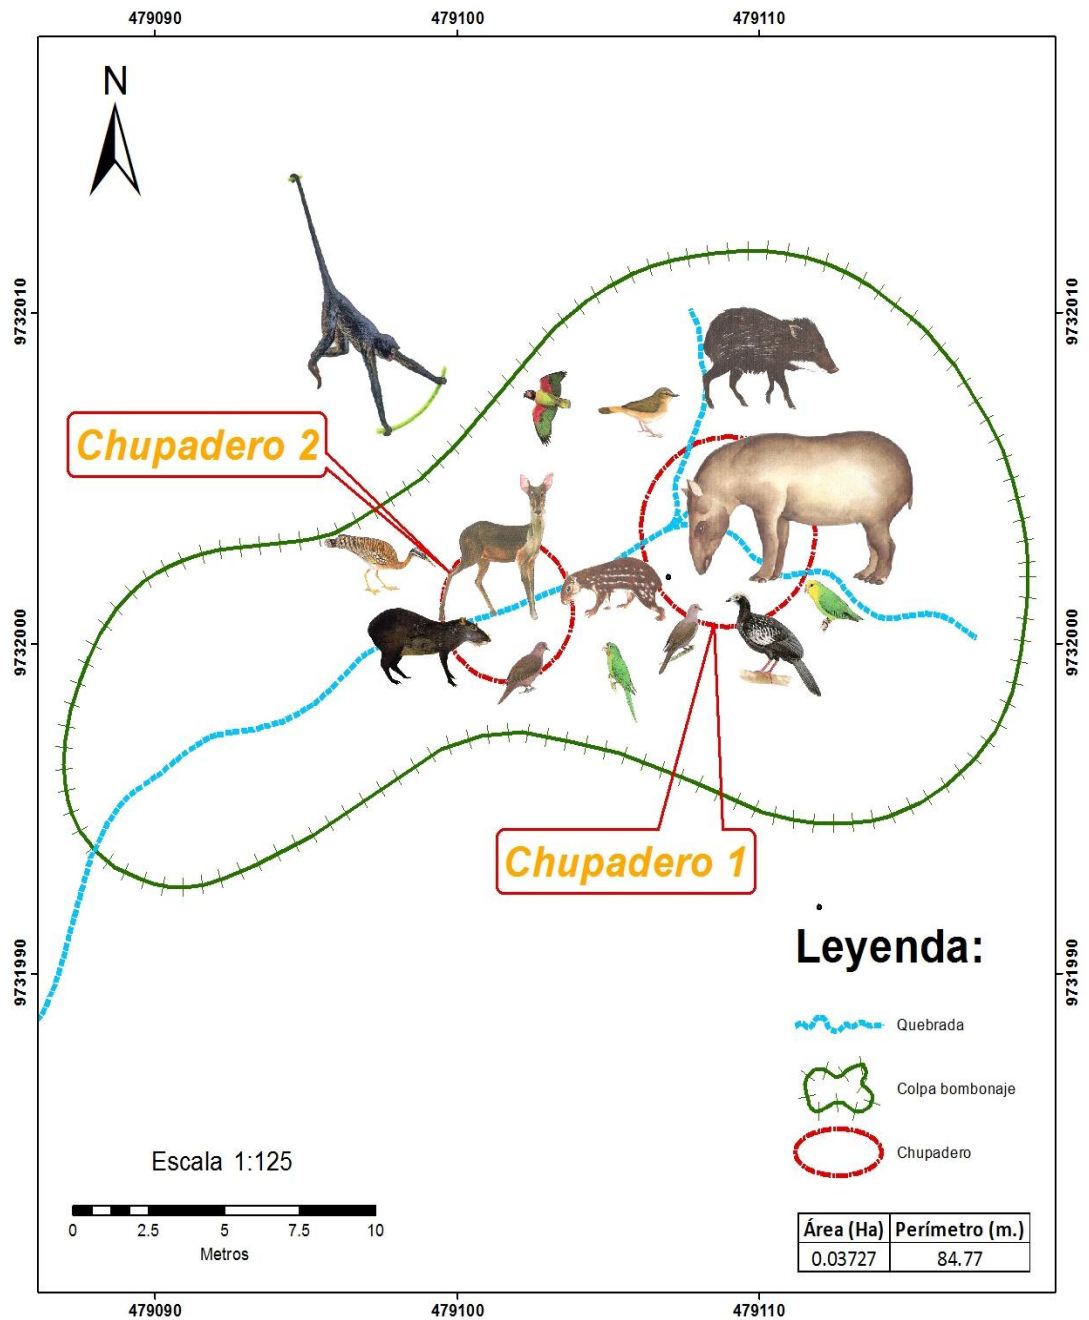 479090 479100 479110
N
9732010 9732010
Chupadero 2
9732000 9732000
Chupadero 1
Leyenda:
9731990 9731990
Quebrada
Colpa bombonaje
Chupadero
Escala 1:125
0 2.5 5 7.5 10
Metros
Área (Ha) Perímetro (m.)
0.03727 84.77
479090 479100 479110